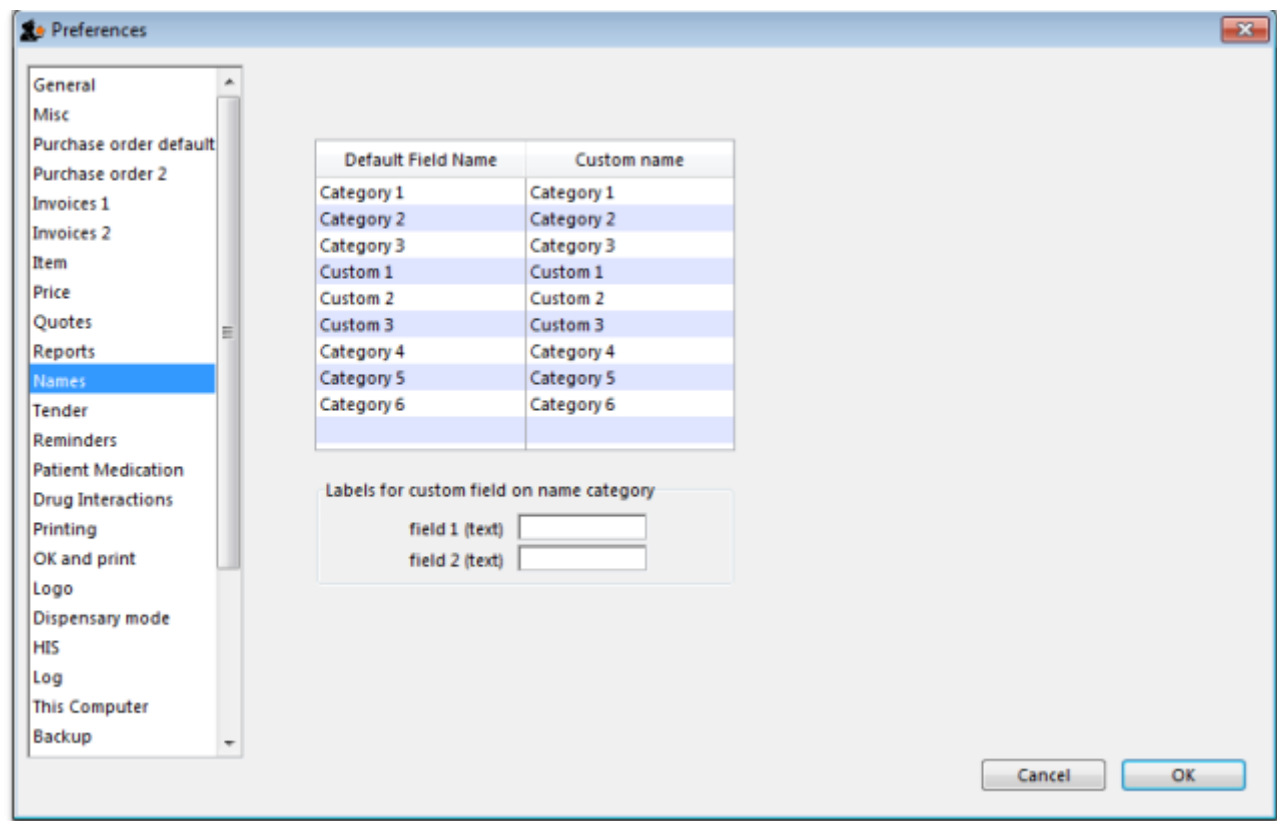 Preferences
General
Misc
Purchase order default
Purchase order 2
Invoices 1
Invoices 2
Item
Price
Quotes
Reports
Names
Tender
Reminders
Patient Medication
Drug Interactions
Printing
OK and print
Logo
Dispensary mode
HIS
Log
This Computer
Backup
Default Field Name Custom name
Category 1 Category 1
Category 2 Category 2
Category 3 Category 3
Custom 1 Custom 1
Custom 2 Custom 2
Custom 3 Custom 3
Category 4 Category 4
Category 5 Category 5
Category 6 Category 6
Labels for custom field on name category
field 1 (text)
field 2 (text)
Cancel OK